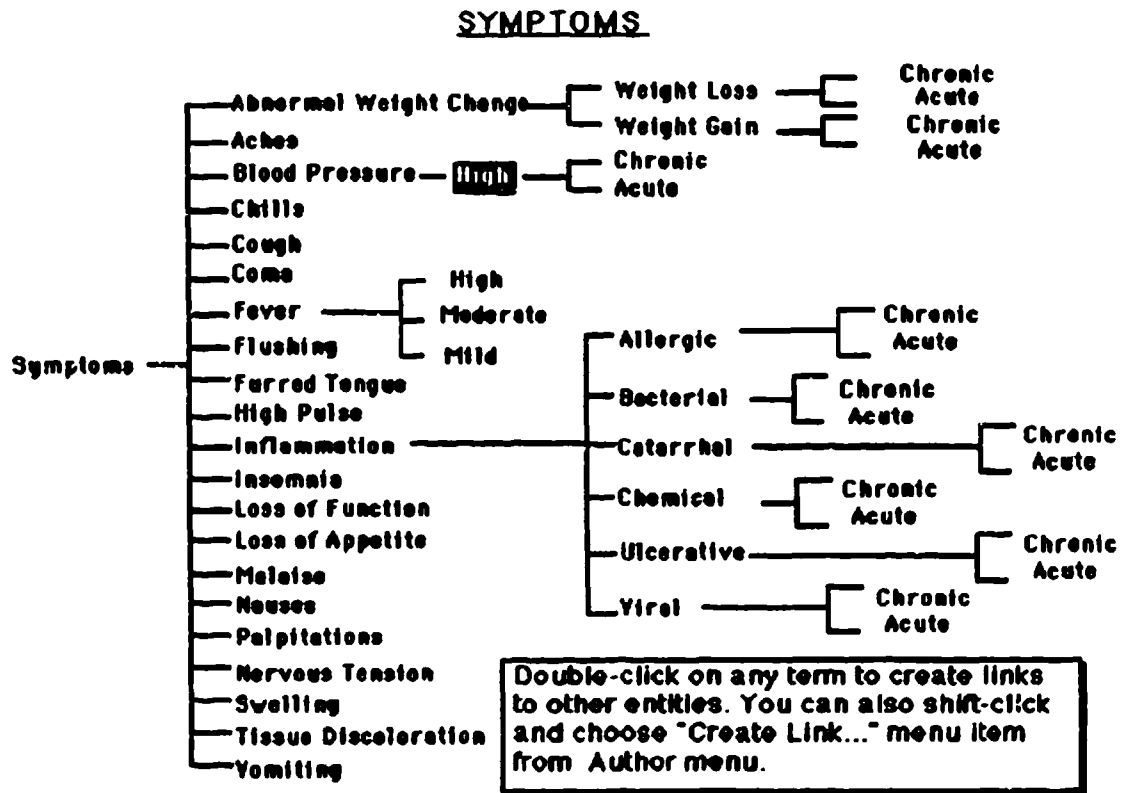 SYMPTOMS
Abnormal Weight Change
Weight Loss
Chronic
Acute
Weight Gain
Chronic
Acute
Aches
Blood Pressure
High
Chronic
Acute
Chills
Cough
Coma
Fever
High
Moderate
Mild
Flushing
Symptoms
Furred Tongue
High Pulse
Inflammation
Allergic
Chronic
Acute
Bacterial
Chronic
Acute
Catarrhal
Chronic
Acute
Chemical
Chronic
Acute
Ulcerative
Chronic
Acute
Viral
Chronic
Acute
Insomnia
Loss of Function
Loss of Appetite
Malaise
Nausea
Palpitations
Nervous Tension
Swelling
Tissue Discoloration
Vomiting
Double-click on any term to create links
to other entities. You can also shift-click
and choose "Create Link..." menu item
from Author menu.